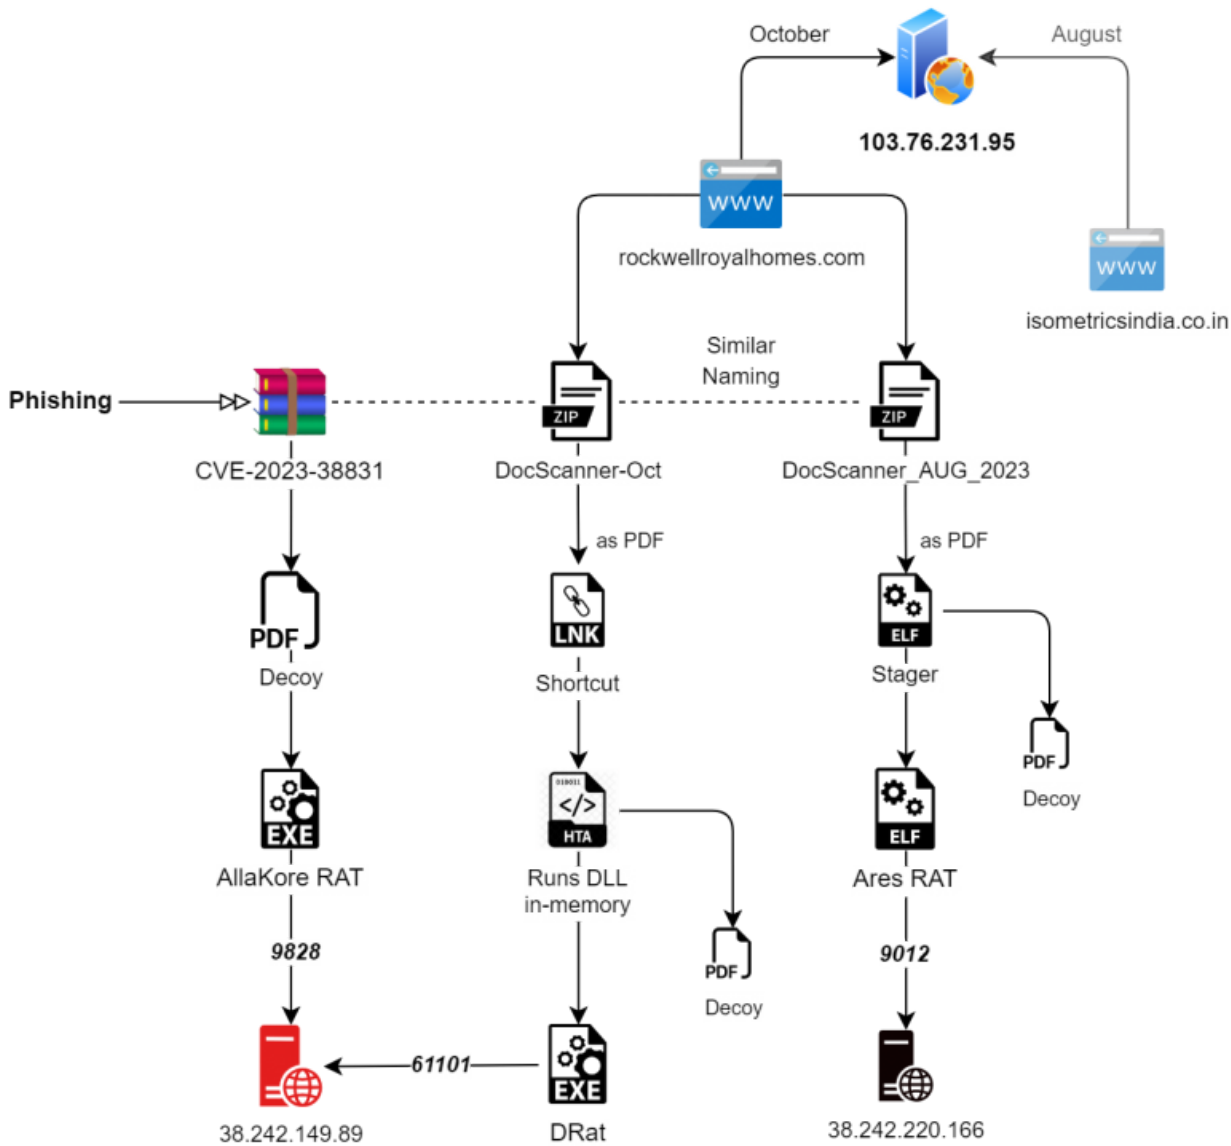 October
August
103.76.231.95
WWW
rockwellroyalhomes.com
WWW
isometricsindia.co.in
Similar
Naming
Phishing
ZIP
ZIP
CVE-2023-38831
DocScanner-Oct
DocScanner_AUG_2023
as PDF
as PDF
PDF
LNK
ELF
Decoy
Shortcut
Stager
PDF
Decoy
EXE
010011
</>
HTA
ELF
AllaKore RAT
Runs DLL
in-memory
Ares RAT
9828
9012
PDF
Decoy
61101
EXE
38.242.149.89
DRat
38.242.220.166